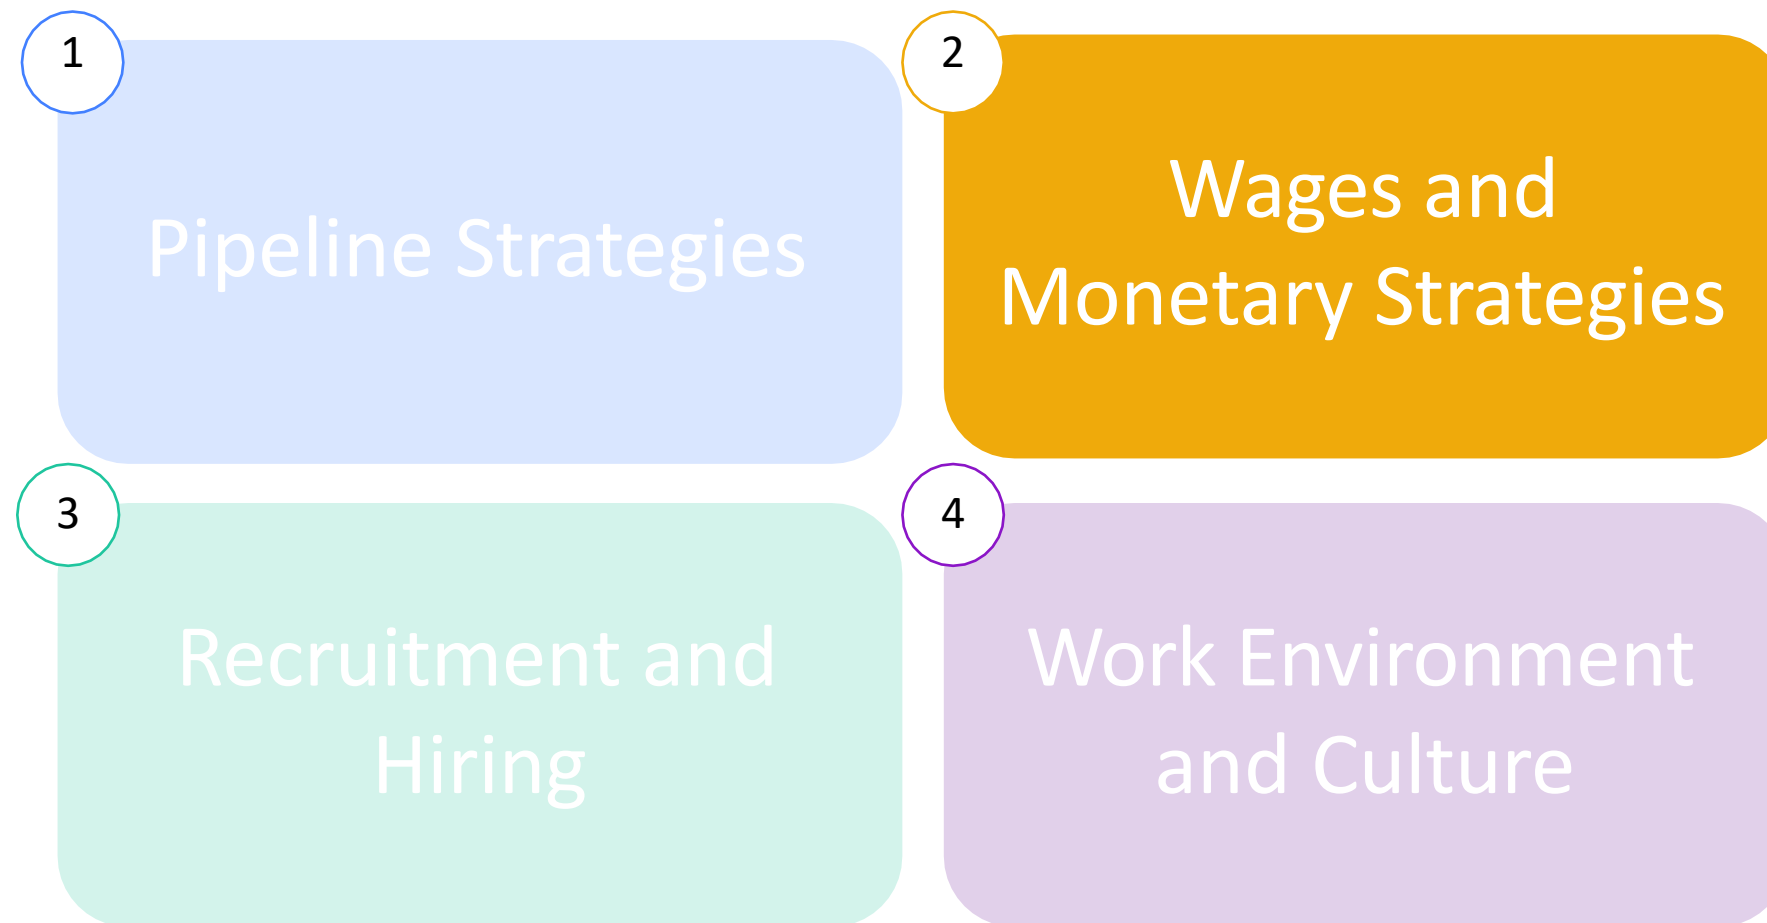 1
Pipeline Strategies
2
Wages and
Monetary Strategies
3
Recruitment and
Hiring
4
Work Environment
and Culture